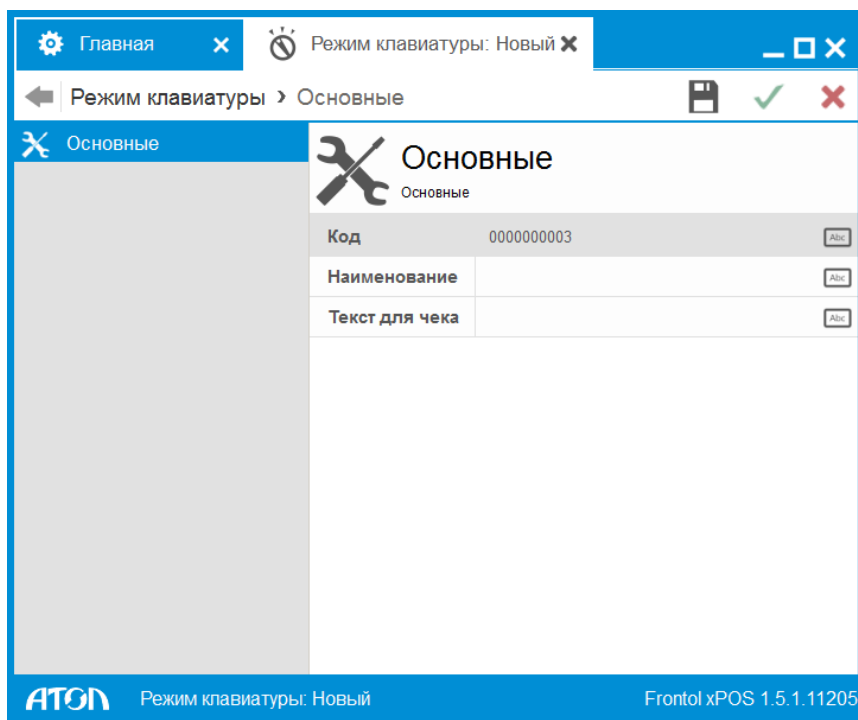 Главная
Режим клавиатуры: Новый
Режим клавиатуры › Основные
Основные
Основные
Основные
Код 0000000003 Abc
Наименование Abc
Текст для чека Abc
ATOL Режим клавиатуры: Новый Frontol xPOS 1.5.1.11205